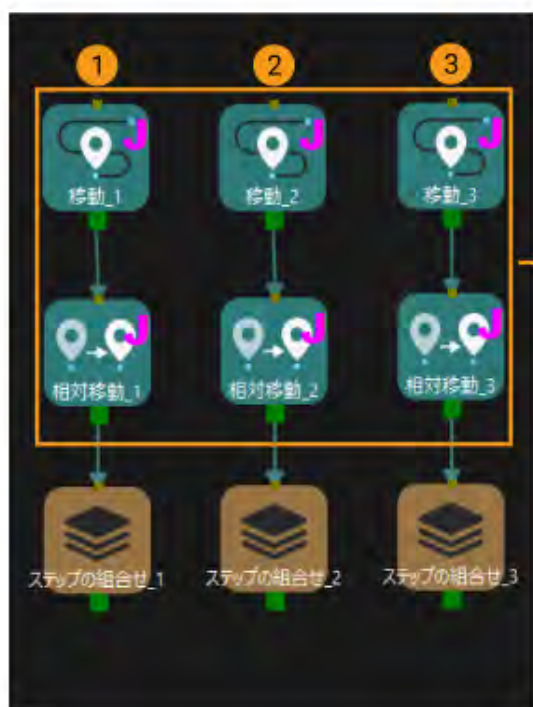 1 2 3
J J J
移動_1 移動_2 移動_3
J J J
相対移動_1 相対移動_2 相対移動_3
ステップの組合せ_1 ステップの組合せ_2 ステップの組合せ_3